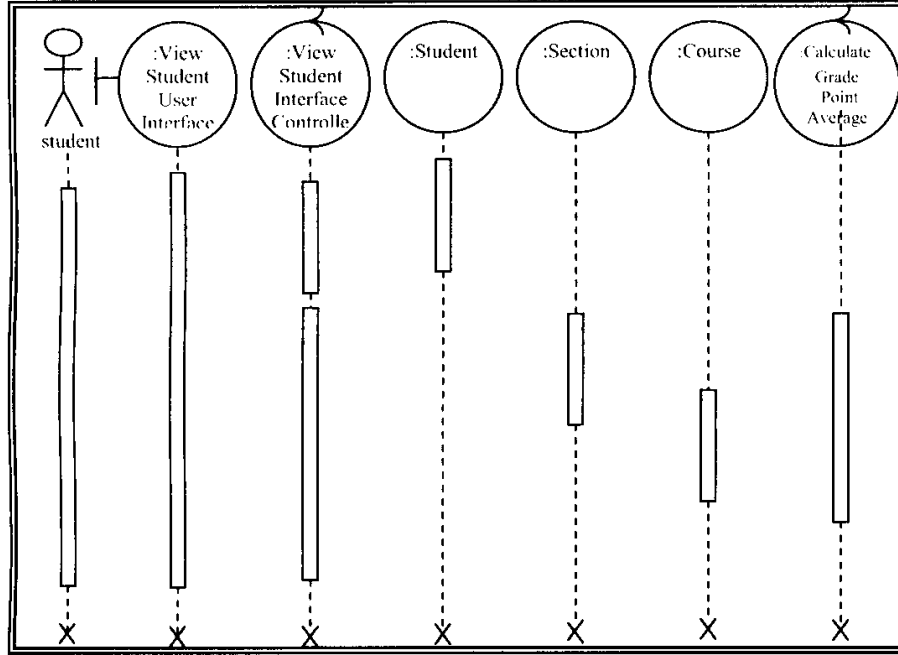 :View
Student
User
Interface
:View
Student
Interface
Controlle
:Student
:Section
:Course
:Calculate
Grade
Point
Average
student